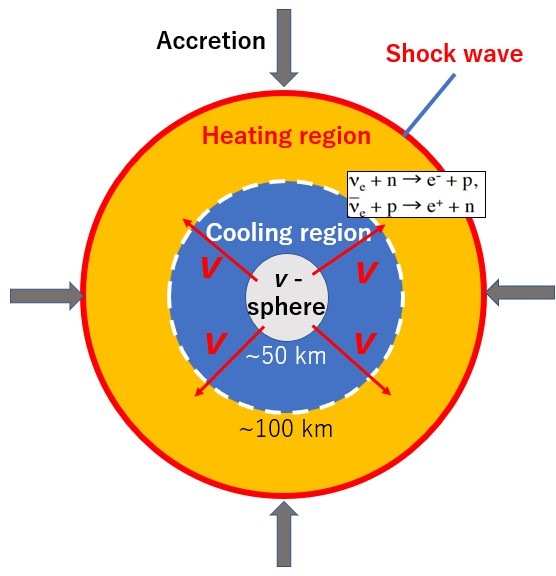 Accretion
Shock wave
Heating region
νₑ + n → e⁻ + p,
ν̄ₑ + p → e⁺ + n
Cooling region
ν ν
ν -
sphere
ν ν
~50 km
~100 km